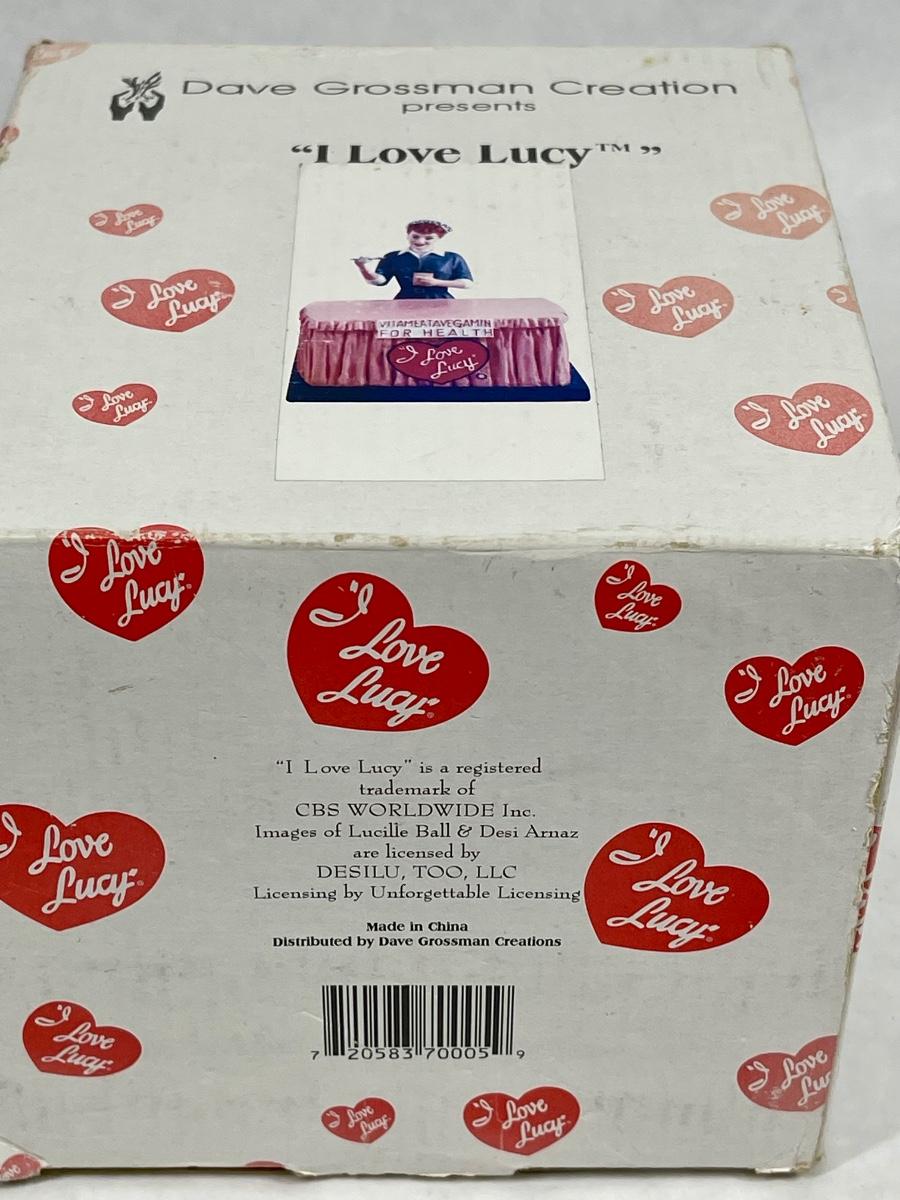 Dave Grossman Creation
presents
“I Love Lucy™”
"I Love Lucy"
"I Love Lucy"
"I Love Lucy"
"I Love Lucy"
"I Love Lucy"
"I Love Lucy"
VITAMEATAVEGAMIN
FOR HEALTH
"I Love Lucy"
"I Love Lucy"
"I Love Lucy"
"I Love Lucy"
"I Love Lucy"
“I Love Lucy” is a registered
trademark of
CBS WORLDWIDE Inc.
Images of Lucille Ball & Desi Arnaz
are licensed by
DESILU, TOO, LLC
Licensing by Unforgettable Licensing
"I Love Lucy"
"I Love Lucy"
Made in China
Distributed by Dave Grossman Creations
7 20583 70005 9
"I Love Lucy"
"I Love Lu
"I Love Lucy"
"I Love Lucy"